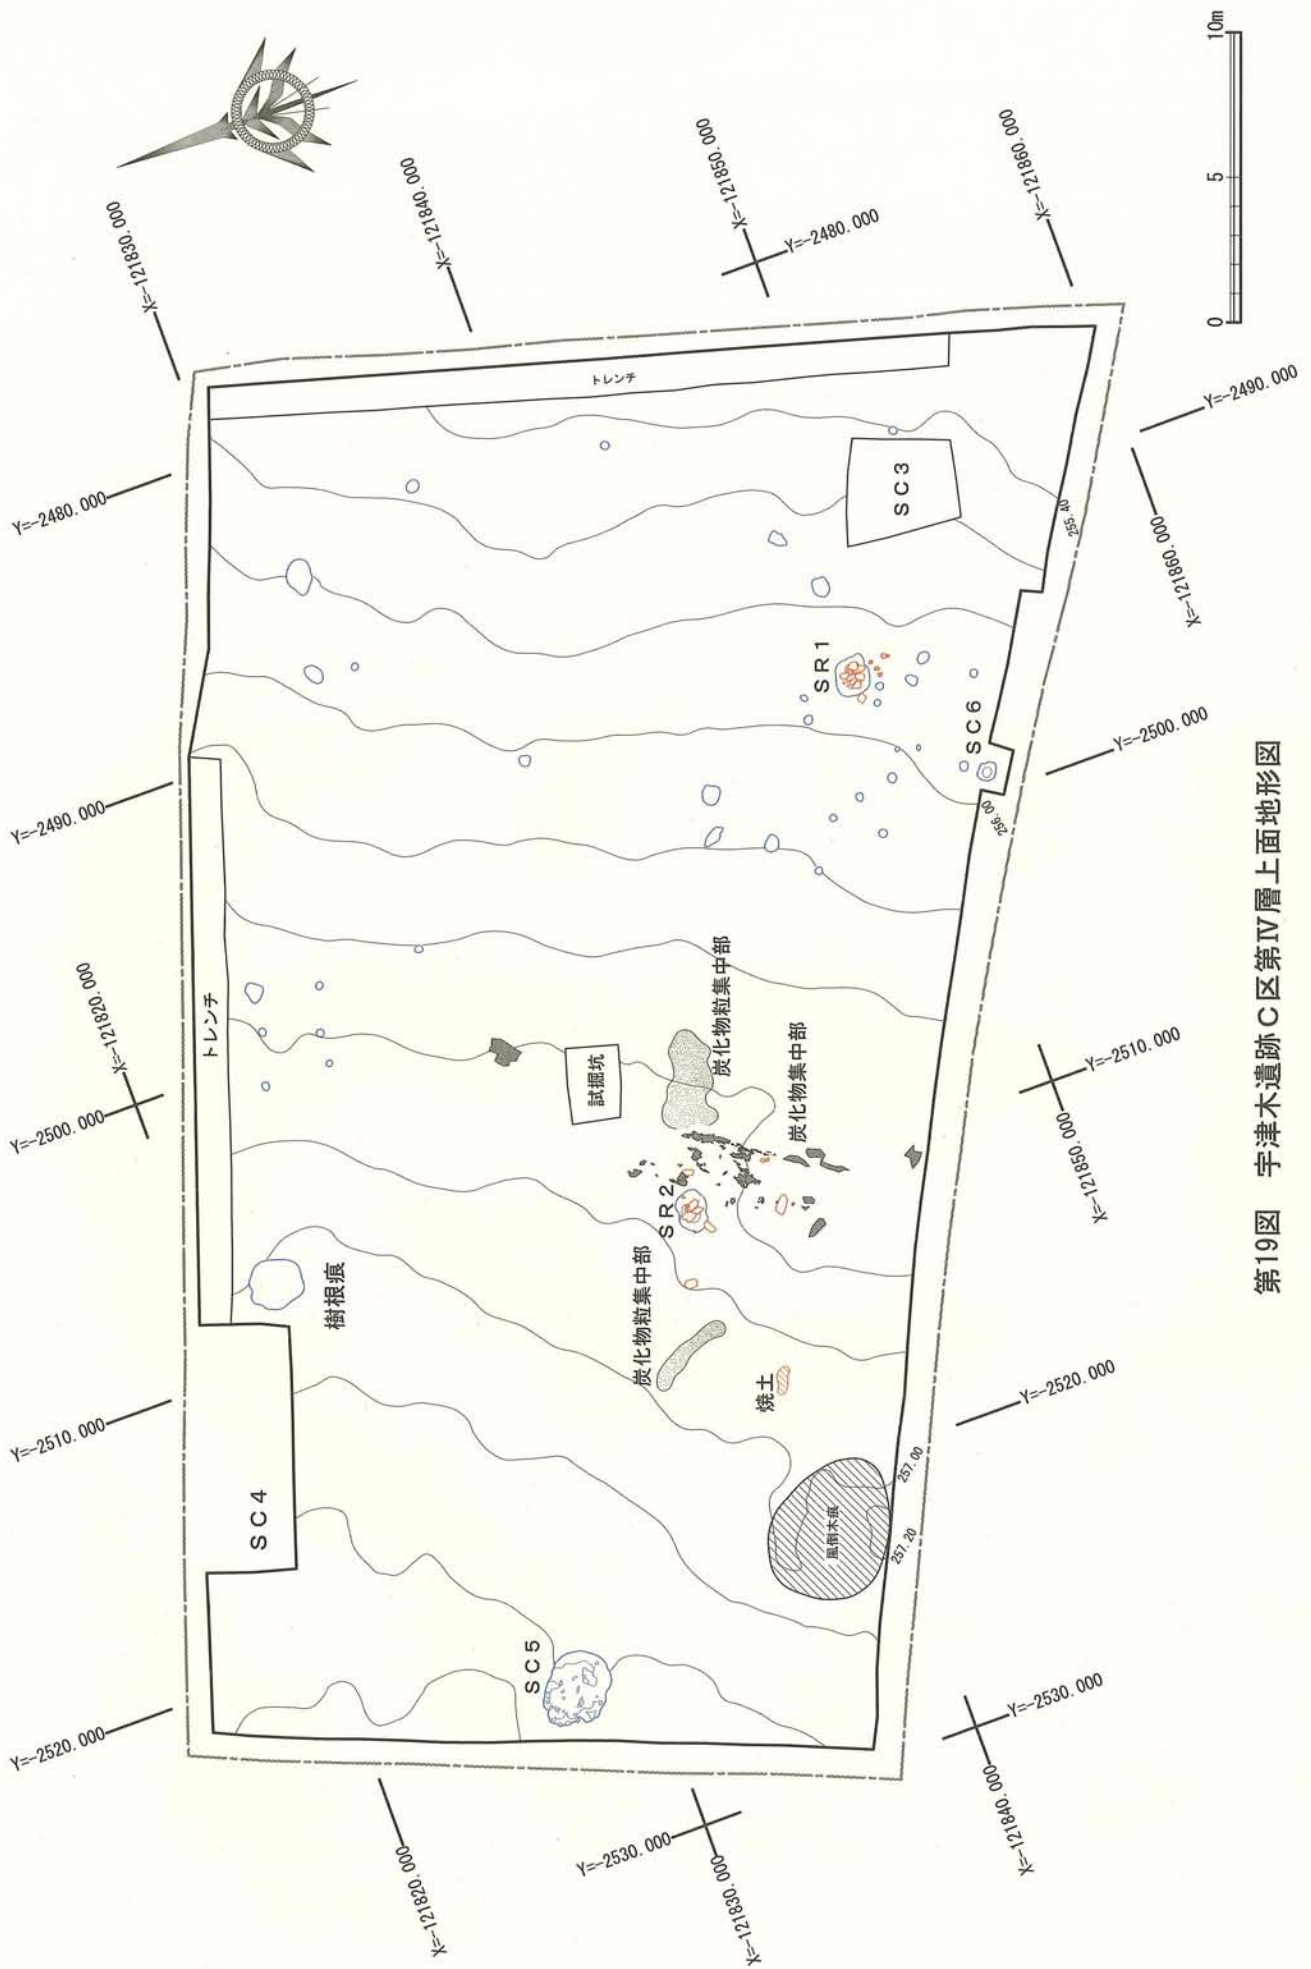 X=-121830.000
X=-121840.000
X=-121850.000
X=-121860.000
Y=-2480.000
10m
5
0
トレンチ
Y=-2490.000
Y=-2480.000
SC3
255.40
X=-121860.000
SR1
SC6
Y=-2500.000
256.00
Y=-2490.000
X=-121820.000
トレンチ
試掘坑
炭化物粒集中部
炭化物集中部
Y=-2510.000
X=-121850.000
Y=-2500.000
SR2
樹根痕
炭化物粒集中部
焼土
Y=-2520.000
Y=-2510.000
SC4
257.00
風倒木痕
257.20
SC5
Y=-2530.000
X=-121840.000
Y=-2520.000
X=-121820.000
Y=-2530.000
X=-121830.000
第19図 宇津木遺跡C区第Ⅳ層上面地形図